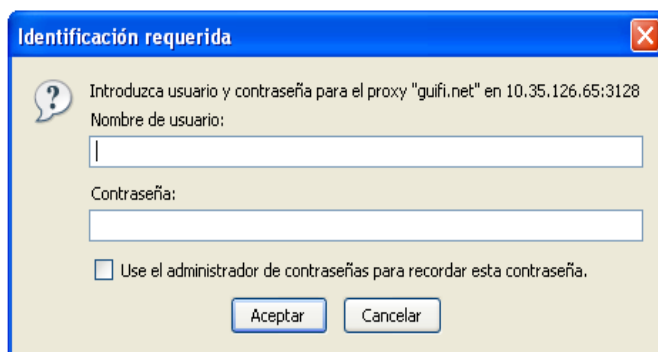 Identificación requerida
Introduzca usuario y contraseña para el proxy "guifi.net" en 10.35.126.65:3128
Nombre de usuario:
Contraseña:
Use el administrador de contraseñas para recordar esta contraseña.
Aceptar Cancelar